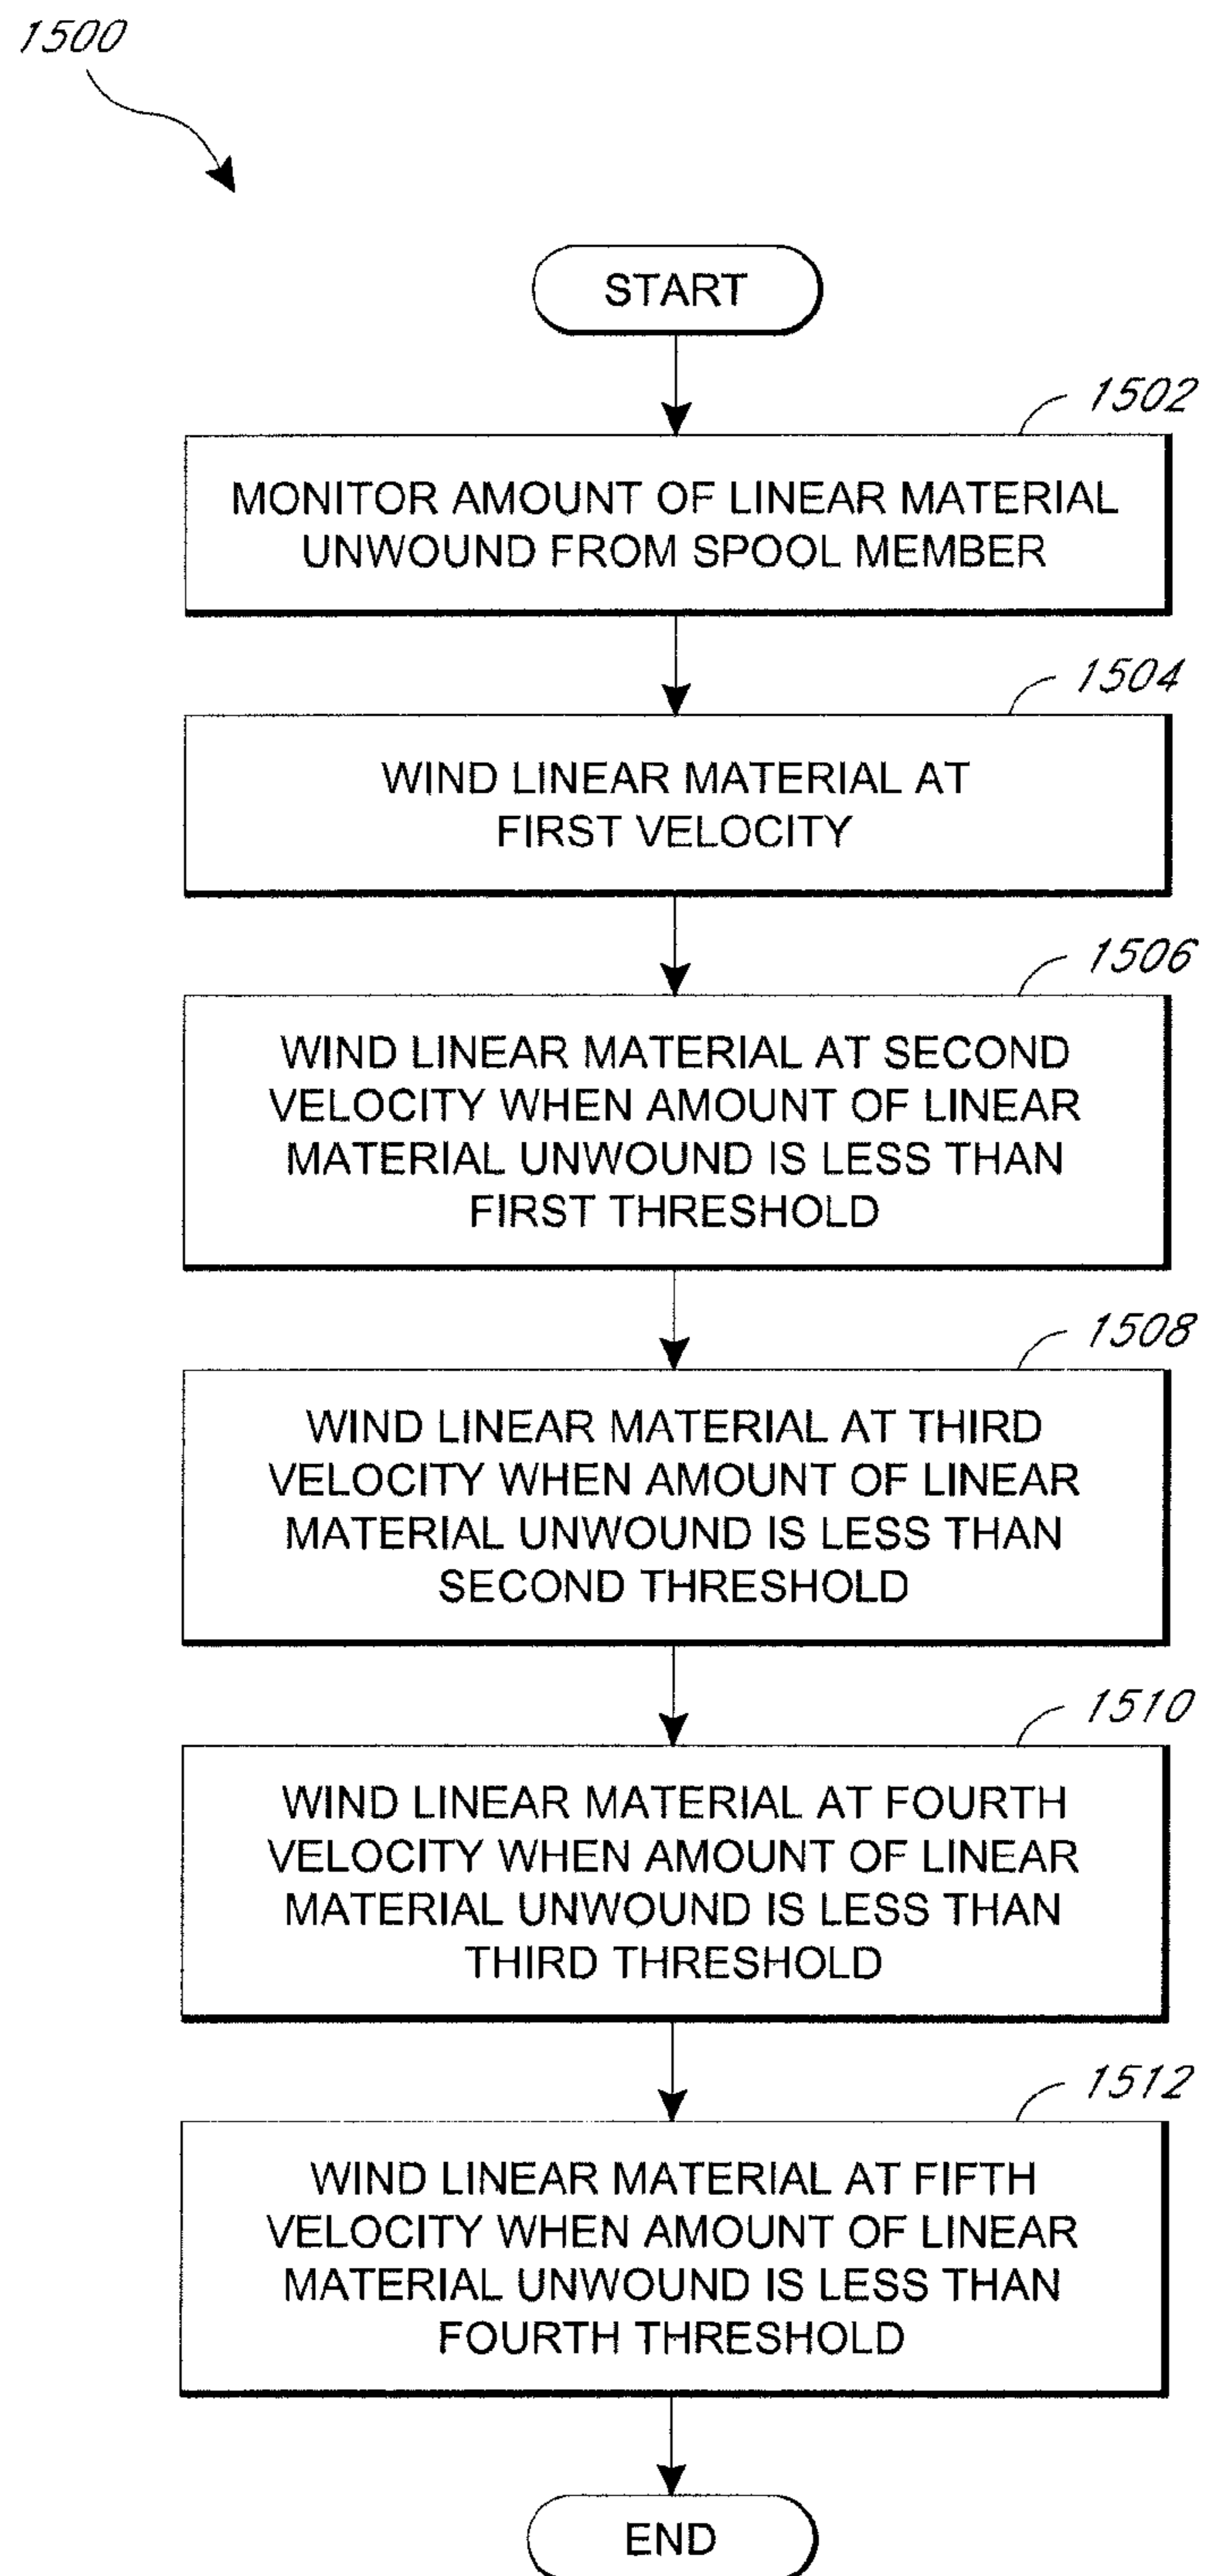 1500
START
1502
MONITOR AMOUNT OF LINEAR MATERIAL
UNWOUND FROM SPOOL MEMBER
1504
WIND LINEAR MATERIAL AT
FIRST VELOCITY
1506
WIND LINEAR MATERIAL AT SECOND
VELOCITY WHEN AMOUNT OF LINEAR
MATERIAL UNWOUND IS LESS THAN
FIRST THRESHOLD
1508
WIND LINEAR MATERIAL AT THIRD
VELOCITY WHEN AMOUNT OF LINEAR
MATERIAL UNWOUND IS LESS THAN
SECOND THRESHOLD
1510
WIND LINEAR MATERIAL AT FOURTH
VELOCITY WHEN AMOUNT OF LINEAR
MATERIAL UNWOUND IS LESS THAN
THIRD THRESHOLD
1512
WIND LINEAR MATERIAL AT FIFTH
VELOCITY WHEN AMOUNT OF LINEAR
MATERIAL UNWOUND IS LESS THAN
FOURTH THRESHOLD
END